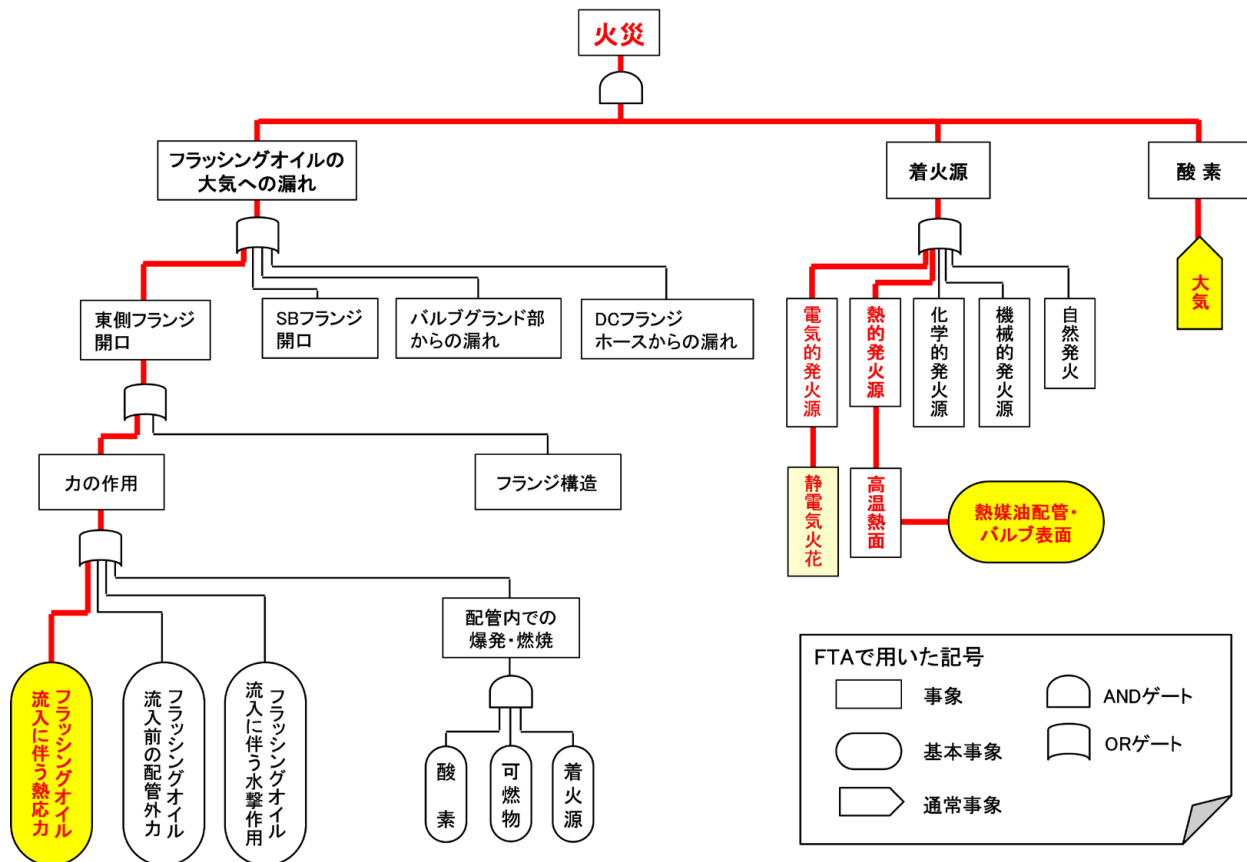 火災
フラッシングオイルの
大気への漏れ
着火源
酸素
大気
東側フランジ
開口
SBフランジ
開口
バルブグランド部
からの漏れ
DCフランジ
ホースからの漏れ
電気的発火源
熱的発火源
化学的発火源
機械的発火源
自然発火
力の作用
フランジ構造
静電気火花
高温熱面
熱媒油配管・
バルブ表面
配管内での
爆発・燃焼
フラッシングオイル
流入に伴う熱応力
フラッシングオイル
流入前の配管外力
フラッシングオイル
流入に伴う水撃作用
酸素
可燃物
着火源
FTAで用いた記号
事象
ANDゲート
基本事象
ORゲート
通常事象